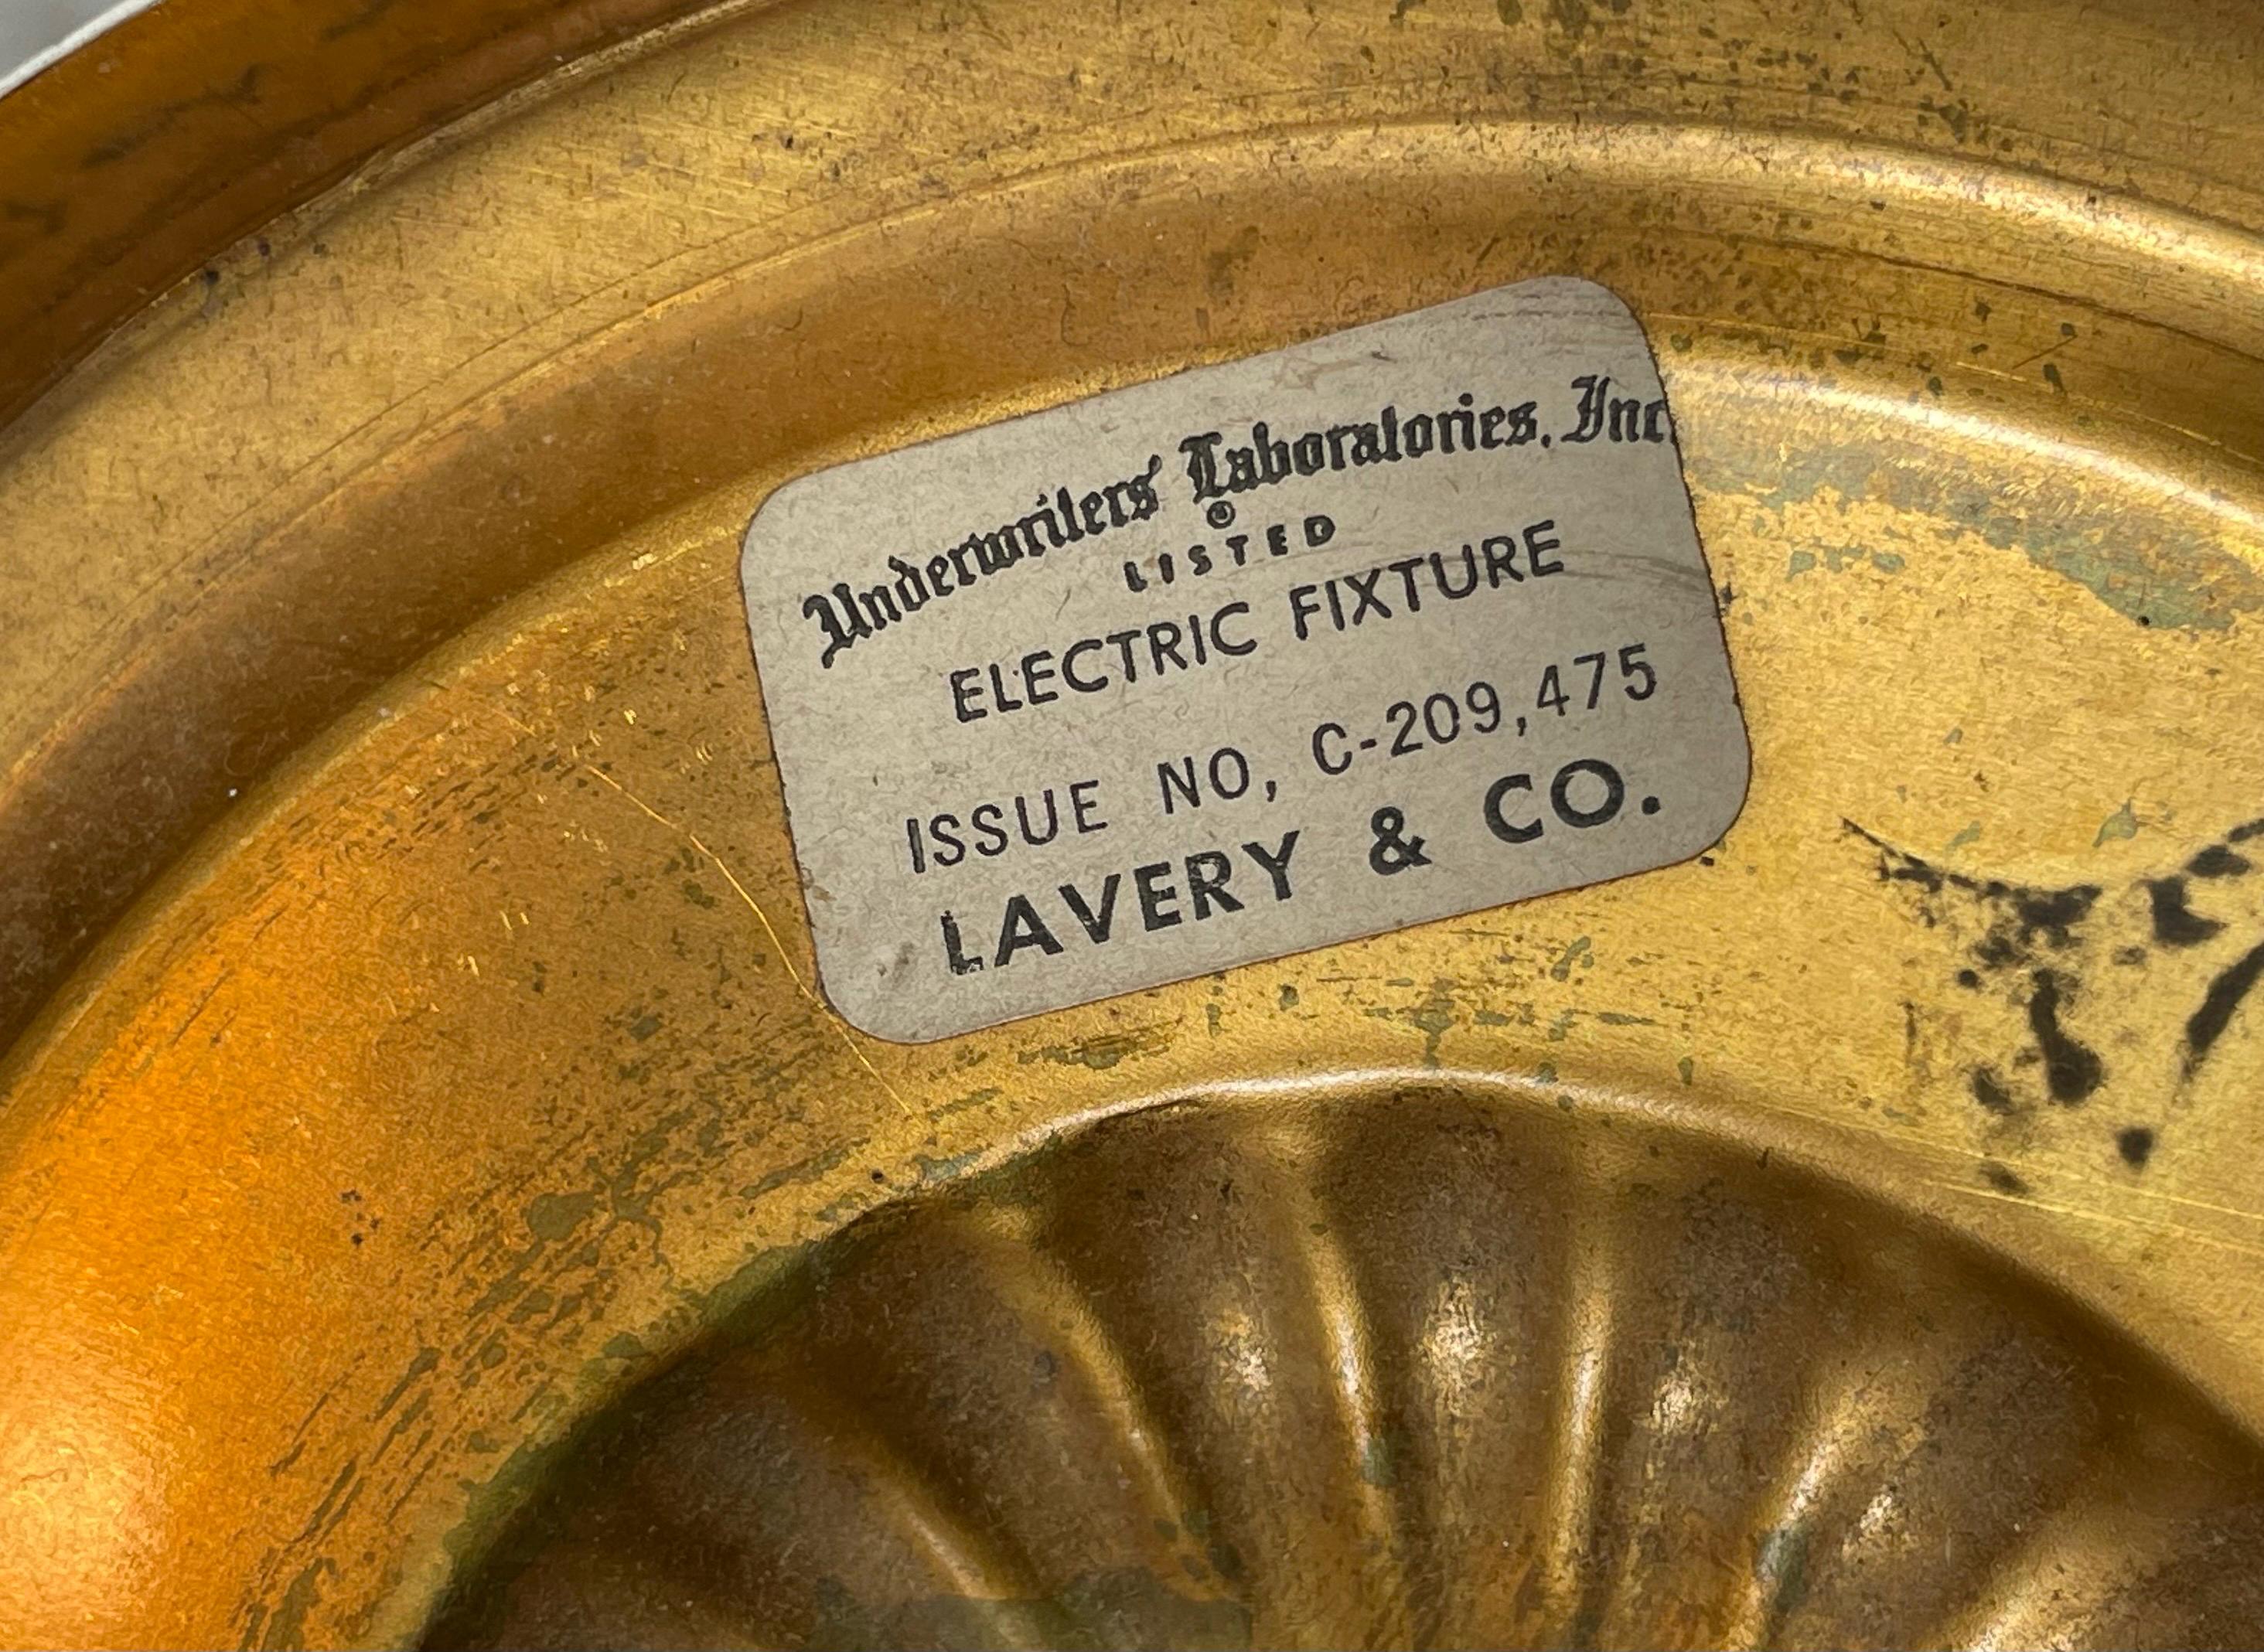 Underwriters' Laboratories, Inc.
©
LISTED
ELECTRIC FIXTURE
ISSUE NO, C-209,475
LAVERY & CO.